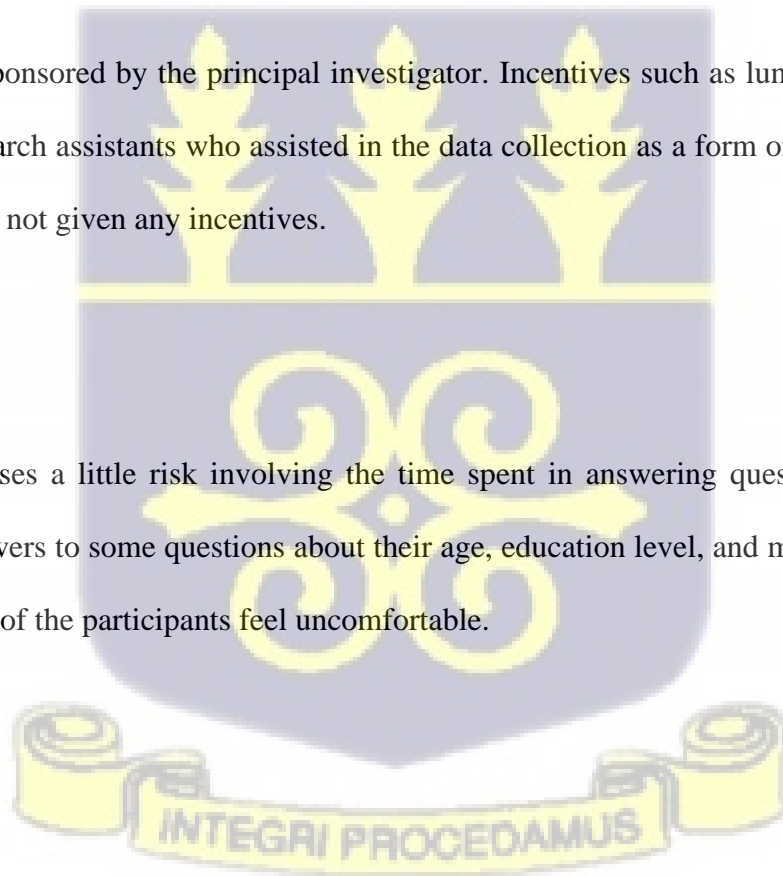 ponsored by the principal investigator. Incentives such as lun
arch assistants who assisted in the data collection as a form o
not given any incentives.
ses a little risk involving the time spent in answering ques
vers to some questions about their age, education level, and m
of the participants feel uncomfortable.
INTEGRI PROCEDAMUS